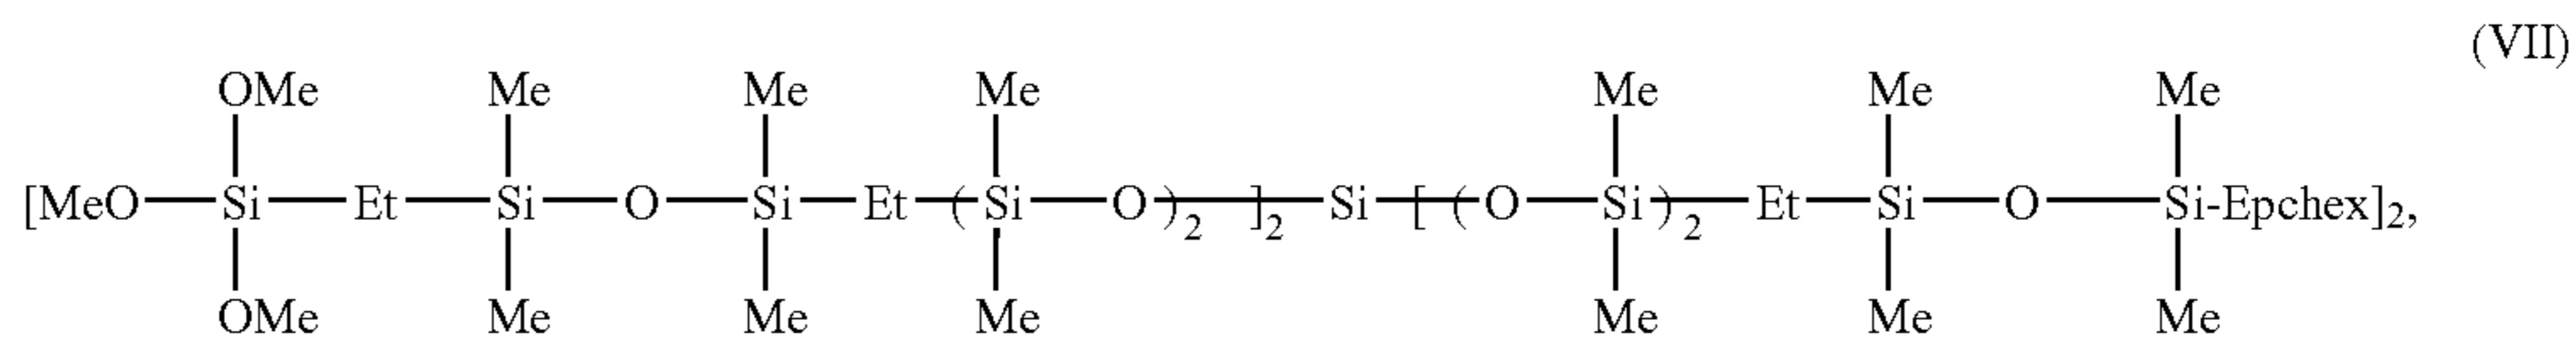 (VII)
OMe Me Me Me Me Me Me
[MeO—Si—Et—Si—O—Si—Et—(Si—O)2—]2—Si—[—(O—Si)2—Et—Si—O—Si-Epchex]2,
OMe Me Me Me Me Me Me